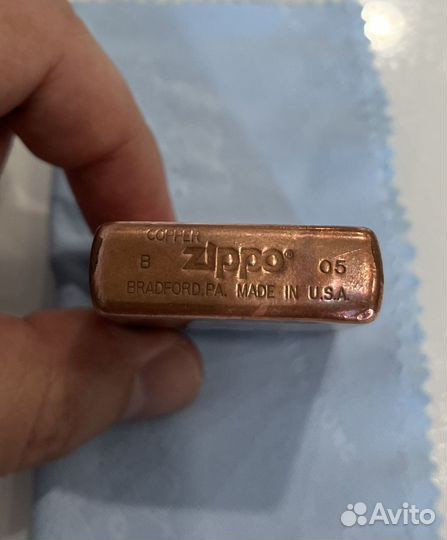 COPPER
B zippo® 05
BRADFORD, PA. MADE IN U.S.A.
Avito